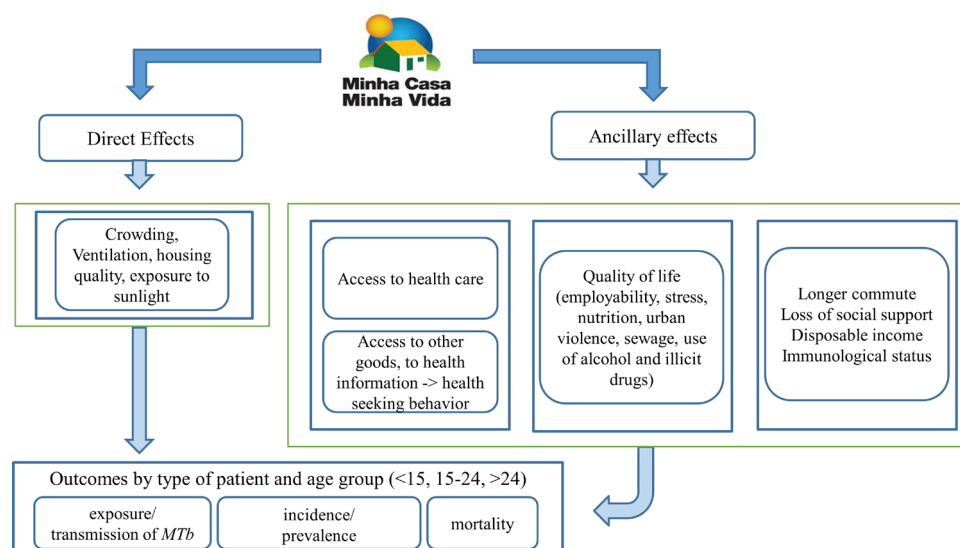 Minha Casa
Minha Vida
Direct Effects
Ancillary effects
Crowding,
Ventilation, housing
quality, exposure to
sunlight
Access to health care
Access to other
goods, to health
information -> health
seeking behavior
Quality of life
(employability, stress,
nutrition, urban
violence, sewage, use
of alcohol and illicit
drugs)
Longer commute
Loss of social support
Disposable income
Immunological status
Outcomes by type of patient and age group (<15, 15-24, >24)
exposure/
transmission of MTb
incidence/
prevalence
mortality